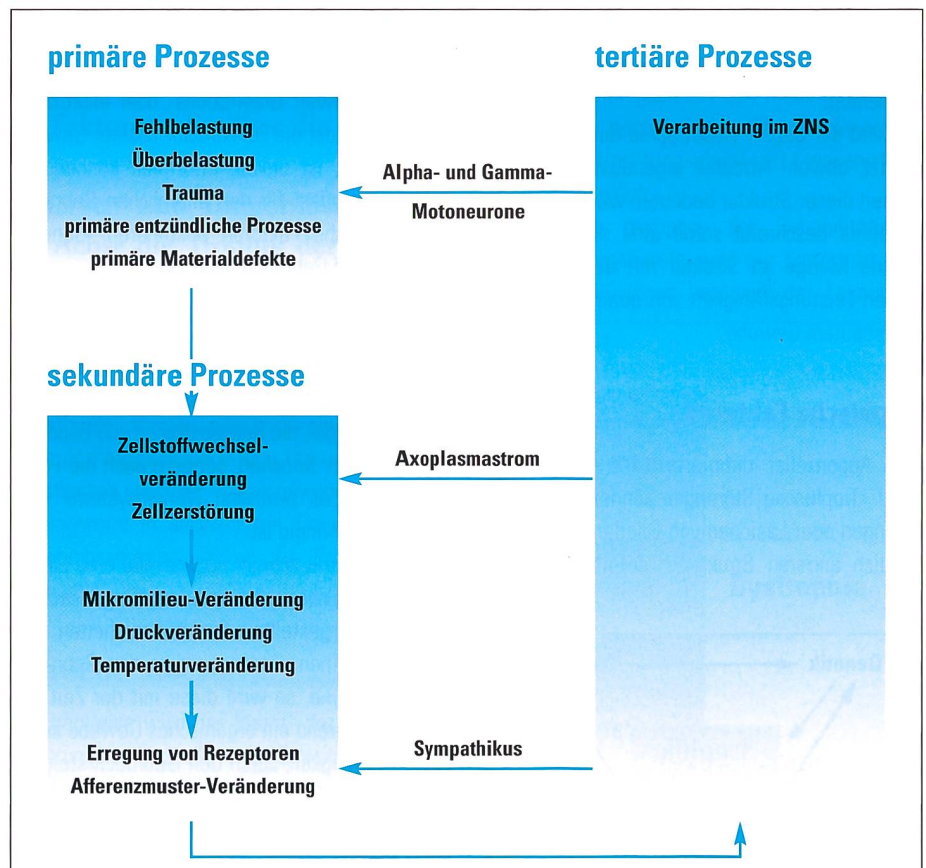 primäre Prozesse
Fehlbelastung
Überbelastung
Trauma
primäre entzündliche Prozesse
primäre Materialdefekte
sekundäre Prozesse
Zellstoffwechsel-
veränderung
Zellzerstörung
Mikromilieu-Veränderung
Druckveränderung
Temperaturveränderung
Erregung von Rezeptoren
Afferenzmuster-Veränderung
Alpha- und Gamma-
Motoneurone
Axoplasmastrom
Sympathikus
tertiäre Prozesse
Verarbeitung im ZNS